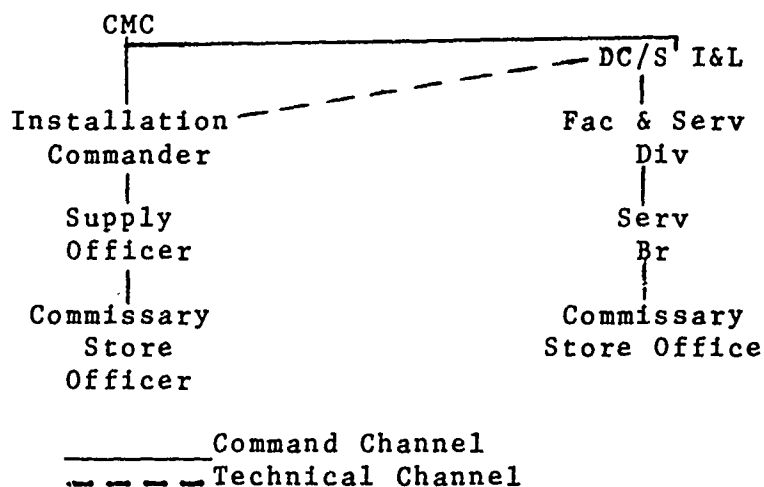 CMC
DC/S I&L
Installation
Commander
Fac & Serv
Div
Supply
Officer
Serv
Br
Commissary
Store
Officer
Commissary
Store Office
Command Channel
Technical Channel